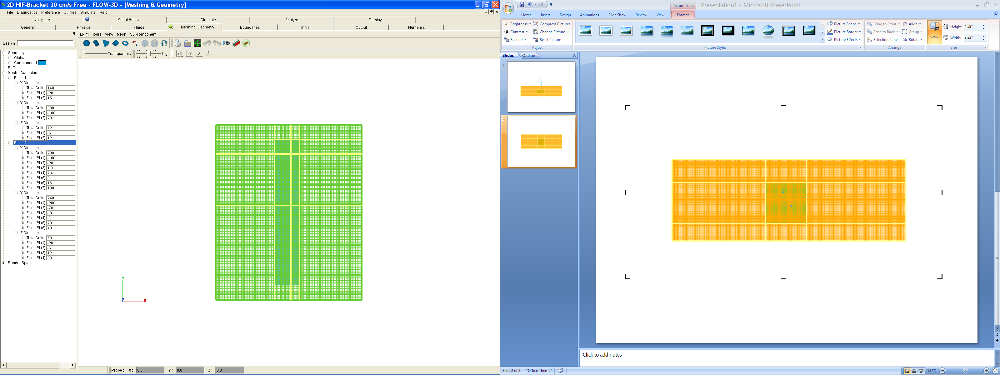 2D HIF-Bracket 30 cm/s Free - FLOW-3D - [Meshing & Geometry]
File Diagnostics Preference Utilities Simulate Help
Navigator Model Setup Simulate Analyze Display
General Physics Fluids Meshing Geometry Boundaries Initial Output Numerics
Light Tools View Mesh Subcomponent
Search
STL
Transparency Light +X +Y -Z
Geometry
Global
Component 1
Baffles
Mesh - Cartesian
Block 1
X Direction
Total Cells 140
Fixed Pt.(1) -20.
Fixed Pt.(2) 15.
Y Direction
Total Cells 800
Fixed Pt.(1) -180.
Fixed Pt.(2) 20.
Z Direction
Total Cells 72
Fixed Pt.(1) -6.
Fixed Pt.(2) 12.
Block 2
X Direction
Total Cells 200
Fixed Pt.(1) -100.
Fixed Pt.(2) -20.
Fixed Pt.(3) 1.8
Fixed Pt.(4) 2.4
Fixed Pt.(5) 3.
Fixed Pt.(6) 15.
Fixed Pt.(7) 100.
Y Direction
Total Cells 240
Fixed Pt.(1) -200.
Fixed Pt.(2) -70.
Fixed Pt.(3) -.3
Fixed Pt.(4) .3
Fixed Pt.(5) 20.
Fixed Pt.(6) 40.
Z Direction
Total Cells 50
Fixed Pt.(1) -20.
Fixed Pt.(2) -6.
Fixed Pt.(3) 12.
Fixed Pt.(4) 30.
Render Space
Y
Z X
Probe: X: 0.0 Y: 0.0 Z: 0.0
Picture Tools Presentation1 - Microsoft PowerPoint
Home Insert Design Animations Slide Show Review View Format
Brightness Compress Pictures
Contrast Change Picture
Recolor Reset Picture
Adjust
Picture Styles
Picture Shape
Picture Border
Picture Effects
Bring to Front Align
Send to Back Group
Selection Pane Rotate
Arrange
Crop
Height: 4.58"
Width: 8.33"
Size
Slides Outline
1
2
Click to add notes
Slide 2 of 2 "Office Theme" 127%